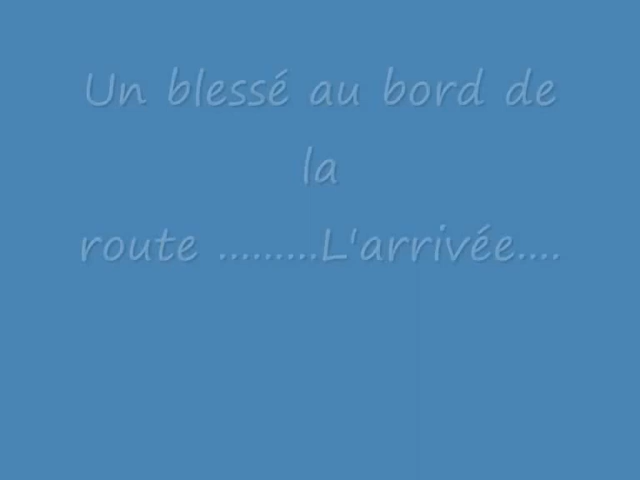 Un blessé au bord de
la
route .........L'arrivée....